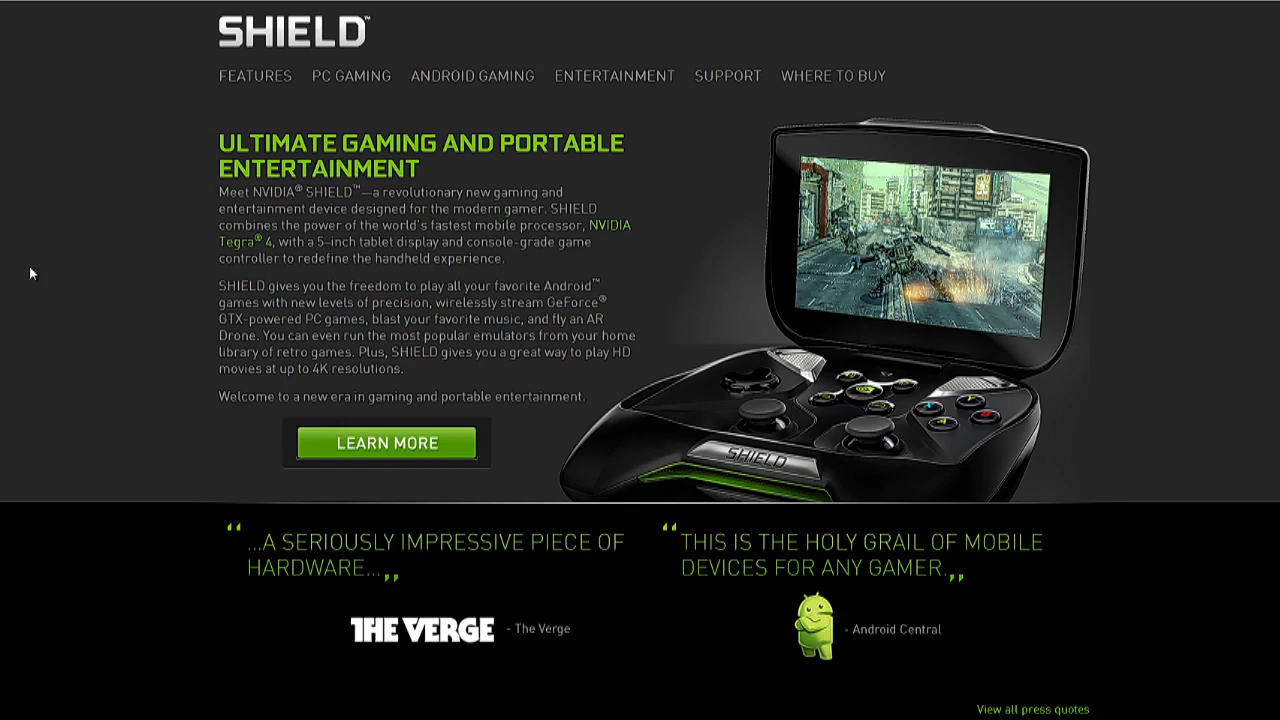 SHIELD™
FEATURES PC GAMING ANDROID GAMING ENTERTAINMENT SUPPORT WHERE TO BUY
ULTIMATE GAMING AND PORTABLE
ENTERTAINMENT
Meet NVIDIA® SHIELD™—a revolutionary new gaming and
entertainment device designed for the modern gamer. SHIELD
combines the power of the world's fastest mobile processor, NVIDIA
Tegra® 4, with a 5-inch tablet display and console-grade game
controller to redefine the handheld experience.
SHIELD gives you the freedom to play all your favorite Android™
games with new levels of precision, wirelessly stream GeForce®
GTX-powered PC games, blast your favorite music, and fly an AR
Drone. You can even run the most popular emulators from your home
library of retro games. Plus, SHIELD gives you a great way to play HD
movies at up to 4K resolutions.
Welcome to a new era in gaming and portable entertainment.
LEARN MORE
SHIELD
“...A SERIOUSLY IMPRESSIVE PIECE OF
HARDWARE...„
THE VERGE - The Verge
“THIS IS THE HOLY GRAIL OF MOBILE
DEVICES FOR ANY GAMER.„
- Android Central
View all press quotes